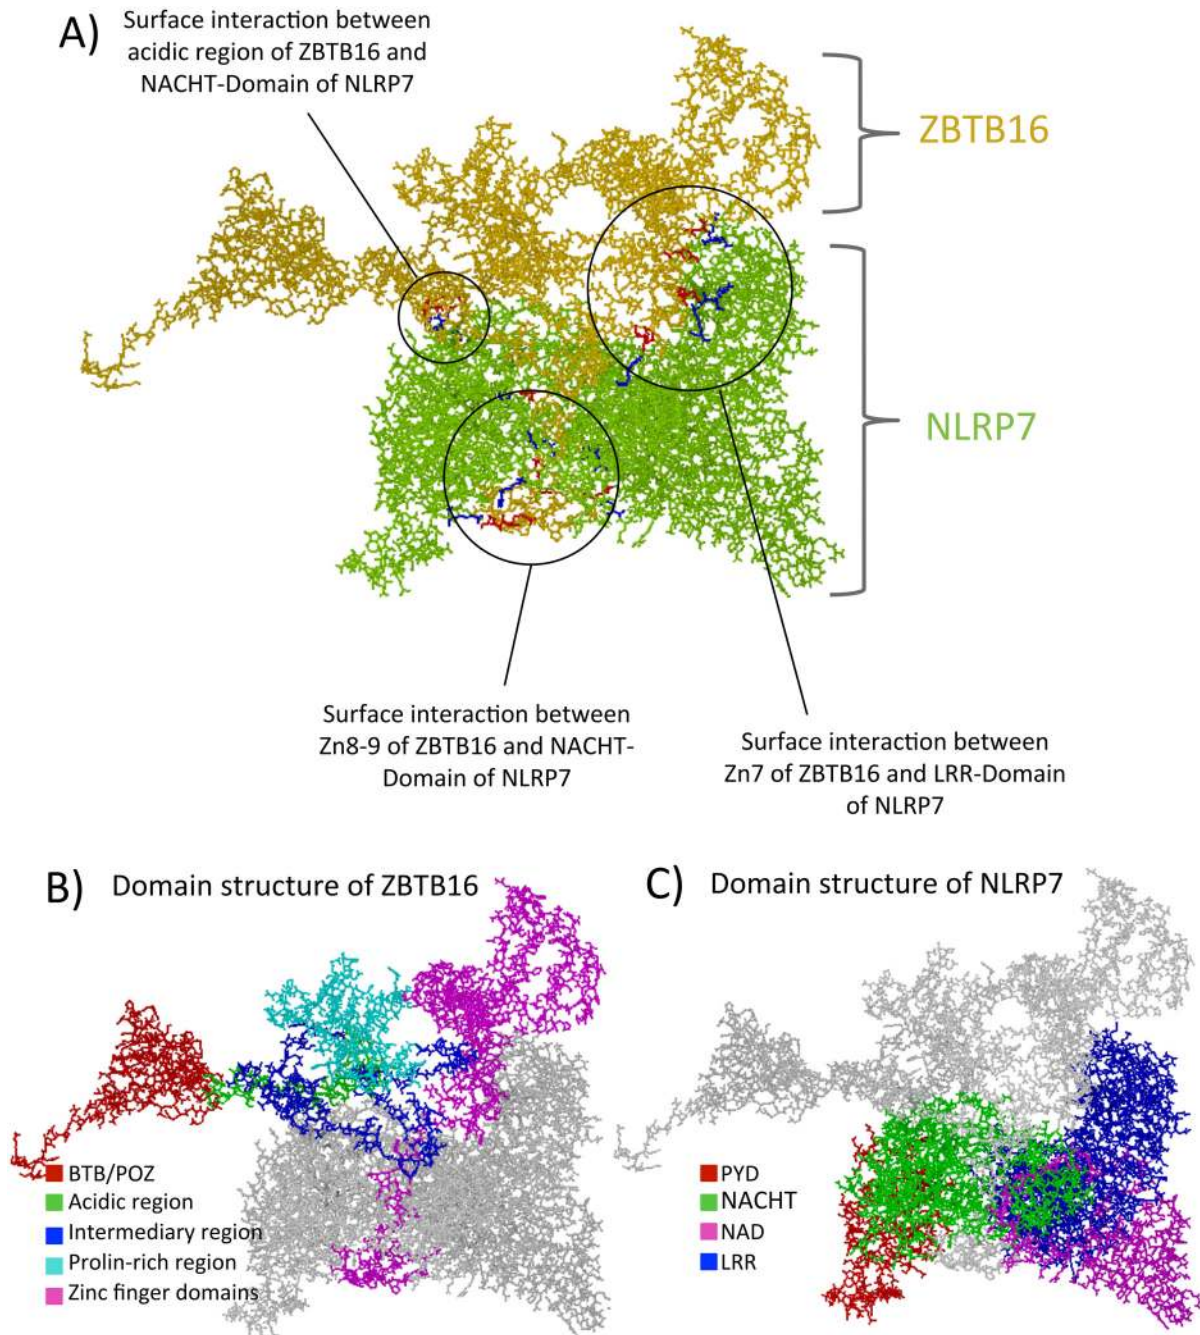 A)
Surface interaction between
acidic region of ZBTB16 and
NACHT-Domain of NLRP7
ZBTB16
NLRP7
Surface interaction between
Zn8-9 of ZBTB16 and NACHT-
Domain of NLRP7
Surface interaction between
Zn7 of ZBTB16 and LRR-Domain
of NLRP7
B) Domain structure of ZBTB16
BTB/POZ
Acidic region
Intermediary region
Prolin-rich region
Zinc finger domains
C) Domain structure of NLRP7
PYD
NACHT
NAD
LRR